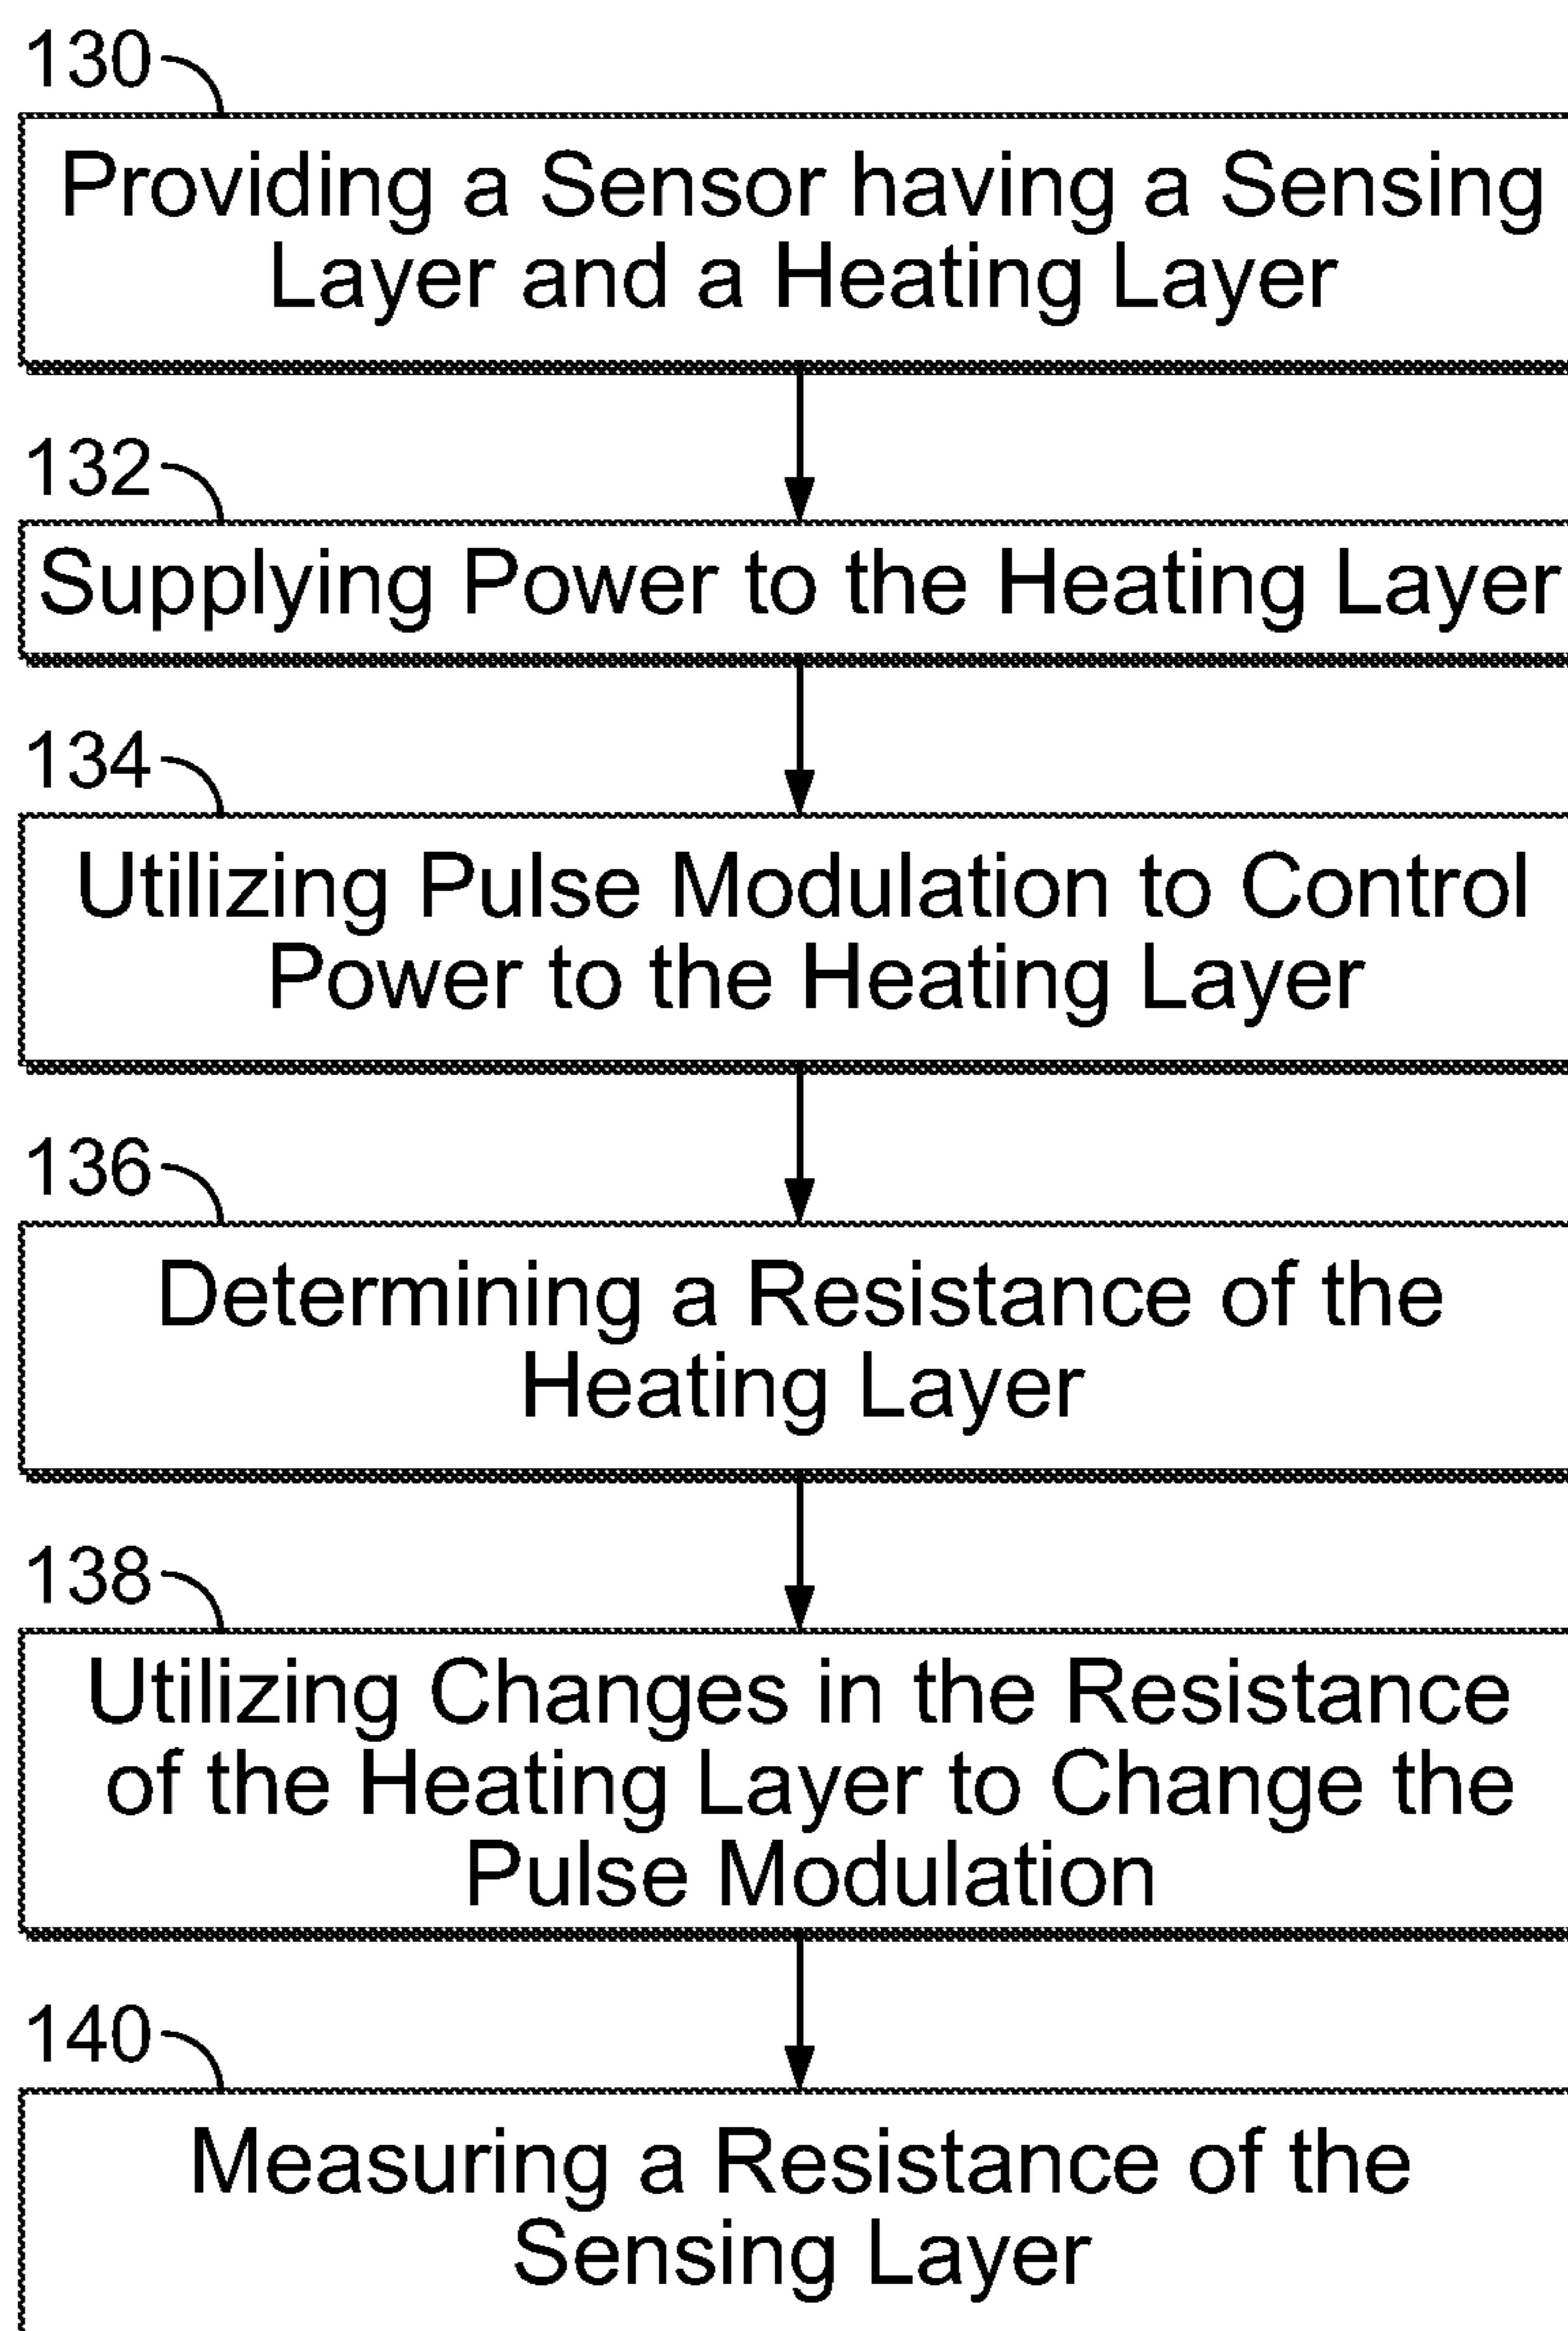 130
Providing a Sensor having a Sensing
Layer and a Heating Layer
132
Supplying Power to the Heating Layer
134
Utilizing Pulse Modulation to Control
Power to the Heating Layer
136
Determining a Resistance of the
Heating Layer
138
Utilizing Changes in the Resistance
of the Heating Layer to Change the
Pulse Modulation
140
Measuring a Resistance of the
Sensing Layer